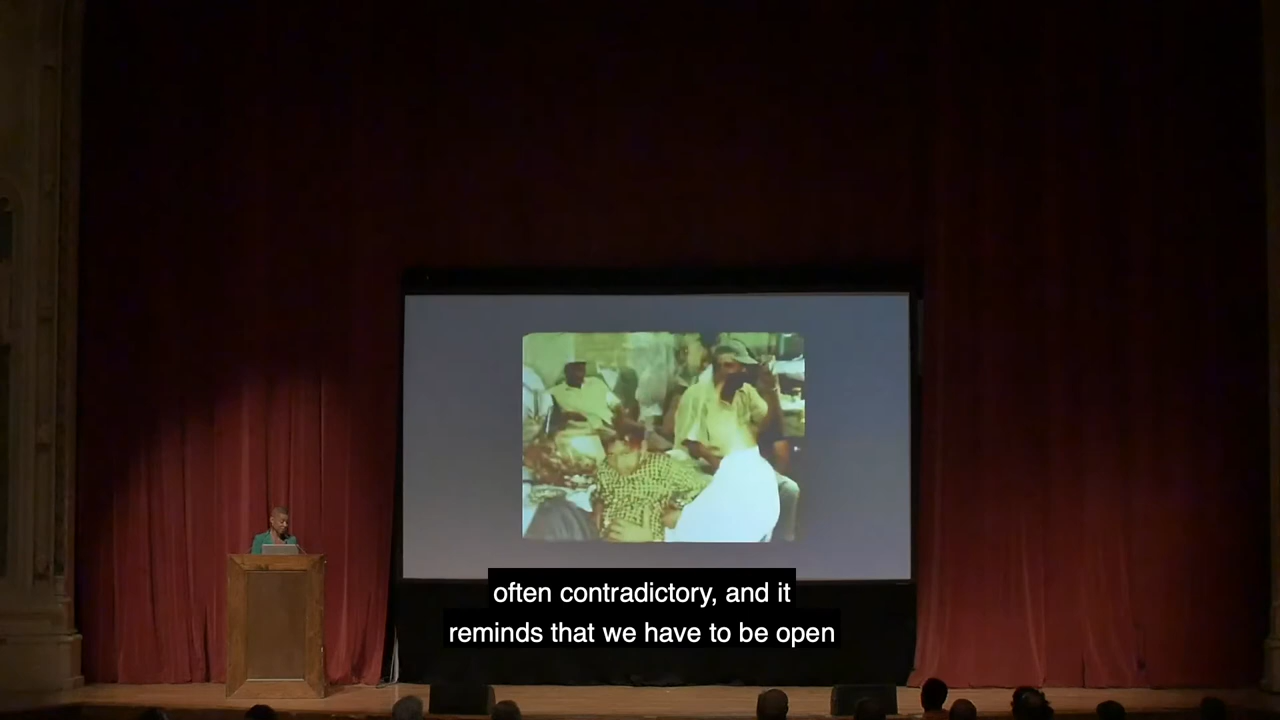 often contradictory, and it
reminds that we have to be open